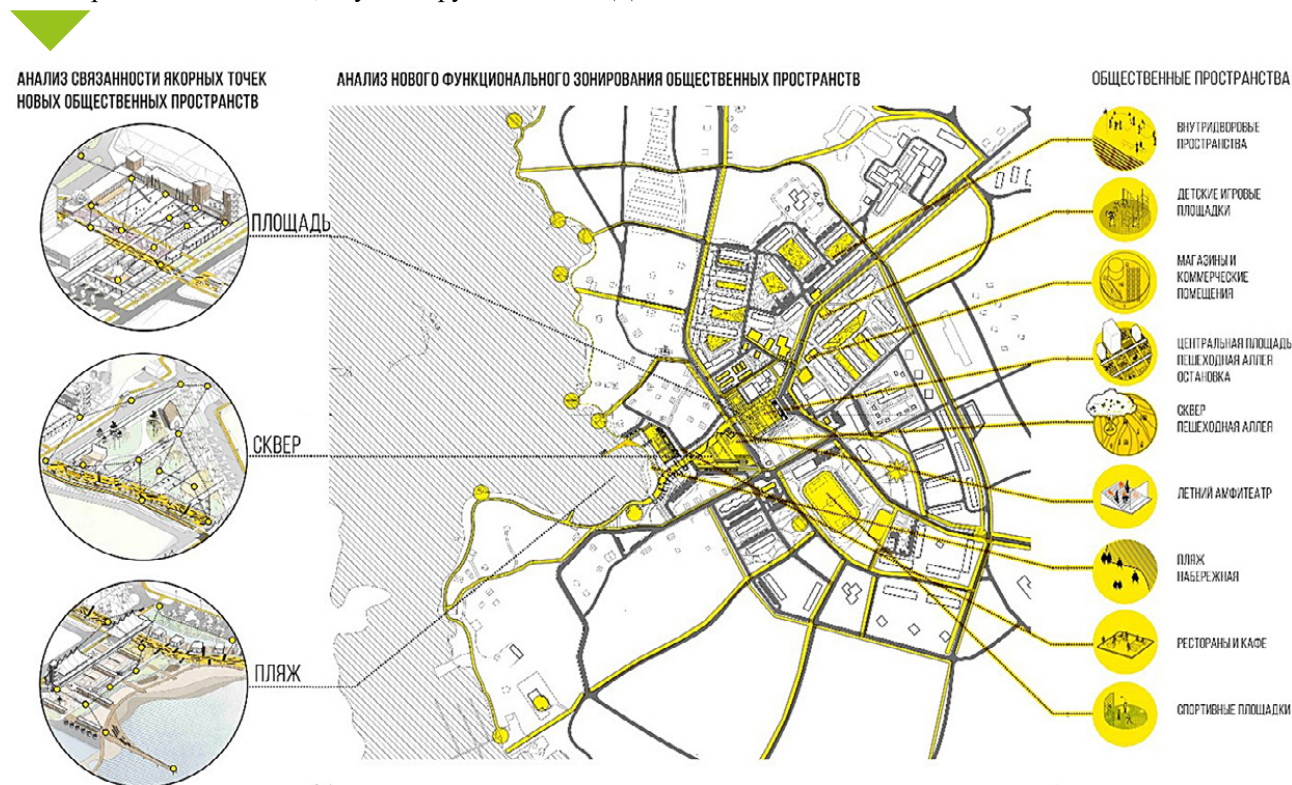 АНАЛИЗ СВЯЗАННОСТИ ЯКОРНЫХ ТОЧЕК
НОВЫХ ОБЩЕСТВЕННЫХ ПРОСТРАНСТВ
ПЛОЩАДЬ
СКВЕР
ПЛЯЖ
АНАЛИЗ НОВОГО ФУНКЦИОНАЛЬНОГО ЗОНИРОВАНИЯ ОБЩЕСТВЕННЫХ ПРОСТРАНСТВ
ОБЩЕСТВЕННЫЕ ПРОСТРАНСТВА
ВНУТРИДВОРОВЫЕ
ПРОСТРАНСТВА
ДЕТСКИЕ ИГРОВЫЕ
ПЛОЩАДКИ
МАГАЗИНЫ И
КОММЕРЧЕСКИЕ
ПОМЕЩЕНИЯ
ЦЕНТРАЛЬНАЯ ПЛОЩАДЬ
ПЕШЕХОДНАЯ АЛЛЕЯ
ОСТАНОВКА
СКВЕР
ПЕШЕХОДНАЯ АЛЛЕЯ
ЛЕТНИЙ АМФИТЕАТР
ПЛЯЖ
НАБЕРЕЖНАЯ
РЕСТОРАНЫ И КАФЕ
СПОРТИВНЫЕ ПЛОЩАДКИ